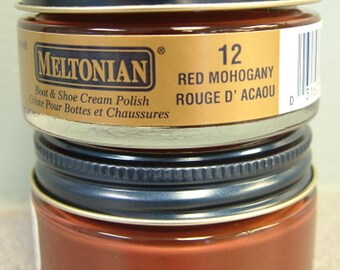 MELTONIAN®
Boot & Shoe Cream Polish
Crème Pour Bottes et Chaussures
12
RED MOHOGANY
ROUGE D' ACAOU